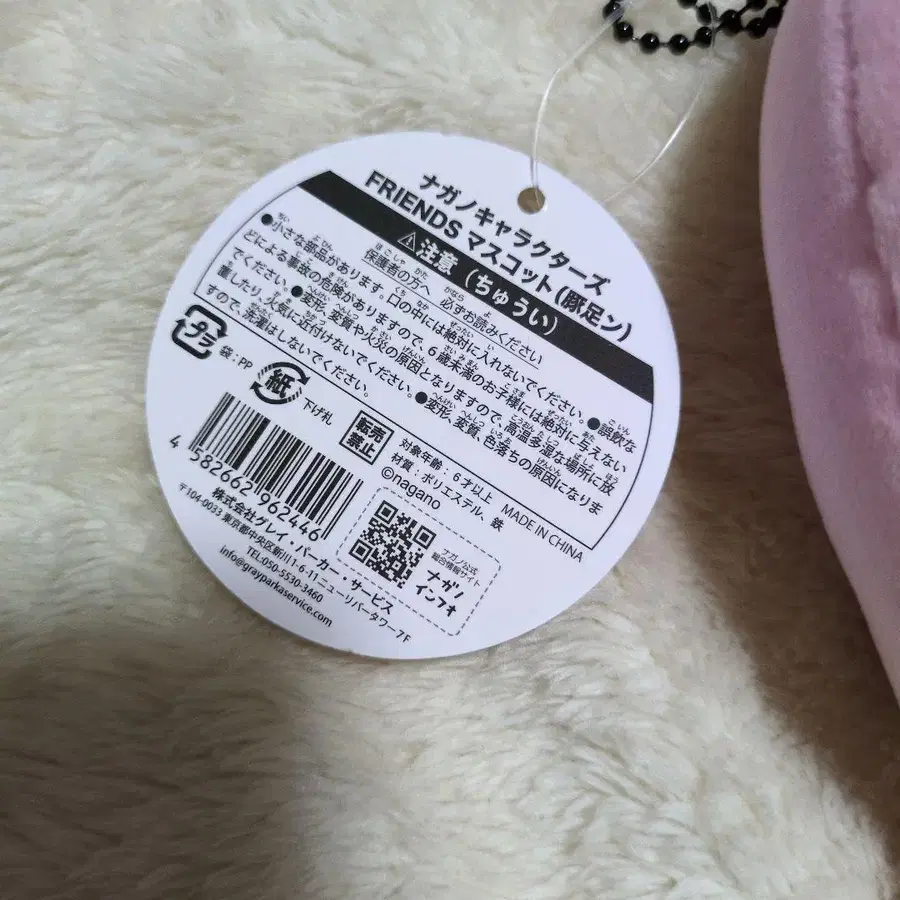 ナガノキャラクターズ
FRIENDS マスコット(豚足ン)
⚠注意（ちゅうい）
保護者の方へ 必ずお読みください
●小さな部品があります。口の中には絶対に入れないでください。●誤飲な
どによる事故の危険がありますので、6歳未満のお子様には絶対に与えない
でください。●変形、変質や火災の原因となりますので、高温多湿な場所に放
置したり、火気に近付けないでください。●変形、変質、色落ちの原因になりま
すので、洗濯はしないでください。
プラ
袋：PP
紙
下げ札
転売
禁止
対象年齢：6才以上
材質：ポリエステル、鉄
©nagano
MADE IN CHINA
4 582662 962446
ナガノ公式
総合情報サイト
ナガノ
インフォ
株式会社グレイ・パーカー・サービス
〒104-0033 東京都中央区新川1-6-11ニューリバータワー7F
TEL.050-5530-3460
info@grayparkaservice.com